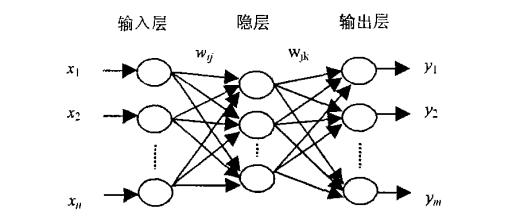 输入层 隐层 输出层
w_ij w_jk
x_1 y_1
x_2 y_2
x_n y_m